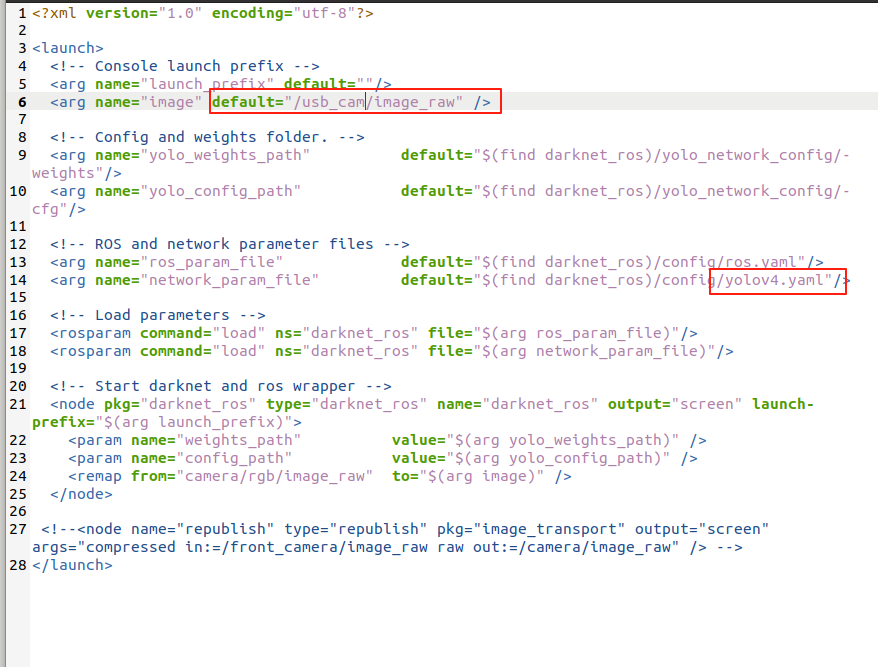 1 <?xml version="1.0" encoding="utf-8"?>
2
3 <launch>
4   <!-- Console launch prefix -->
5   <arg name="launch_prefix" default=""/>
6   <arg name="image" default="/usb_cam/image_raw" />
7
8   <!-- Config and weights folder. -->
9   <arg name="yolo_weights_path"          default="$(find darknet_ros)/yolo_network_config/-
weights"/>
10   <arg name="yolo_config_path"           default="$(find darknet_ros)/yolo_network_config/-
cfg"/>
11
12   <!-- ROS and network parameter files -->
13   <arg name="ros_param_file"             default="$(find darknet_ros)/config/ros.yaml"/>
14   <arg name="network_param_file"         default="$(find darknet_ros)/config/yolov4.yaml"/>
15
16   <!-- Load parameters -->
17   <rosparam command="load" ns="darknet_ros" file="$(arg ros_param_file)"/>
18   <rosparam command="load" ns="darknet_ros" file="$(arg network_param_file)"/>
19
20   <!-- Start darknet and ros wrapper -->
21   <node pkg="darknet_ros" type="darknet_ros" name="darknet_ros" output="screen" launch-
prefix="$(arg launch_prefix)">
22     <param name="weights_path"          value="$(arg yolo_weights_path)" />
23     <param name="config_path"           value="$(arg yolo_config_path)" />
24     <remap from="camera/rgb/image_raw"  to="$(arg image)" />
25   </node>
26
27  <!--<node name="republish" type="republish" pkg="image_transport" output="screen"
args="compressed in:=/front_camera/image_raw raw out:=/camera/image_raw" /> -->
28 </launch>